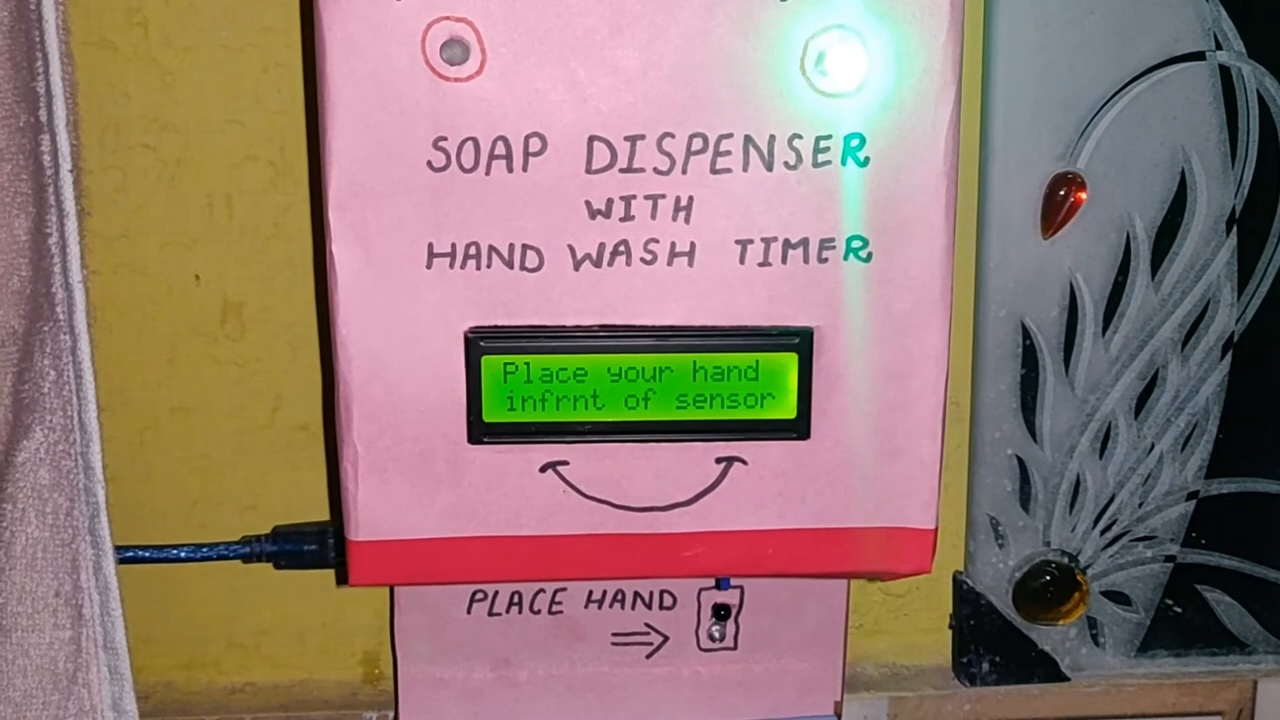 SOAP DISPENSER
WITH
HAND WASH TIMER
Place your hand
infrnt of sensor
PLACE HAND